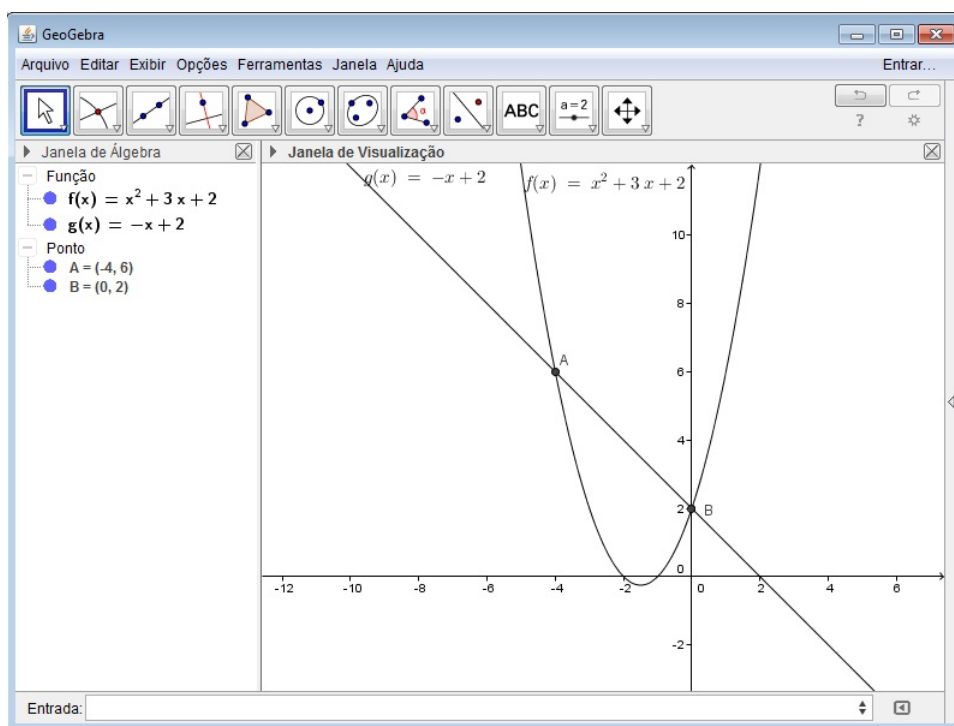 GeoGebra
Arquivo Editar Exibir Opções Ferramentas Janela Ajuda Entrar...
α ABC a = 2 ?
Janela de Álgebra
Função
f(x) = x² + 3 x + 2
g(x) = −x + 2
Ponto
A = (-4, 6)
B = (0, 2)
Janela de Visualização
g(x) = −x + 2 f(x) = x² + 3 x + 2
10
8
A
6
4
2 B
0
-12 -10 -8 -6 -4 -2 0 2 4 6
-2
Entrada: